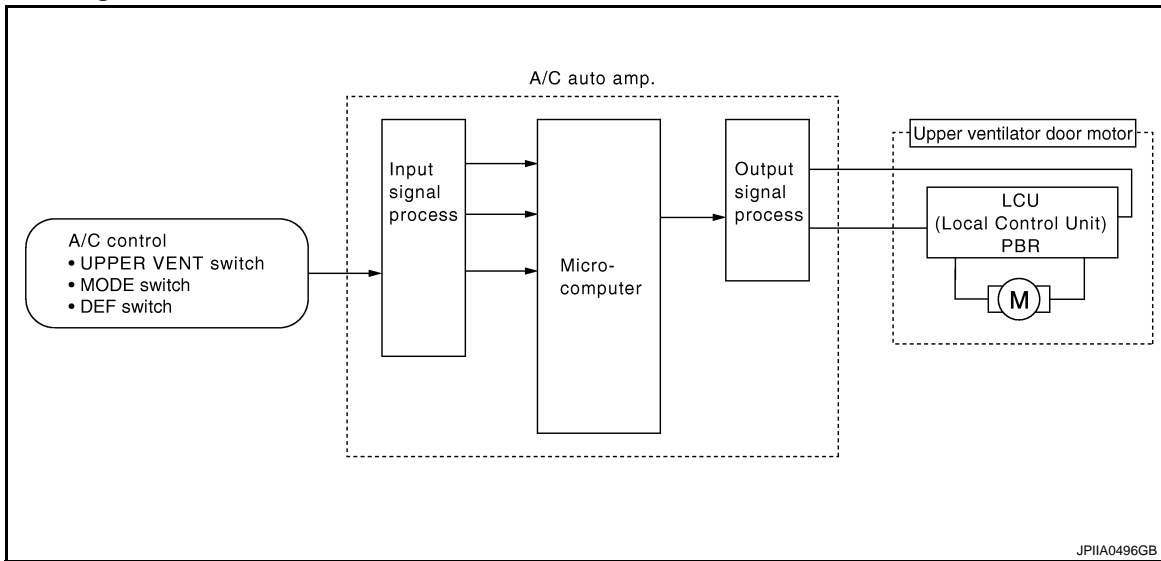 A/C auto amp.
Upper ventilator door motor
Input
signal
process
Micro-
computer
Output
signal
process
LCU
(Local Control Unit)
PBR
M
A/C control
• UPPER VENT switch
• MODE switch
• DEF switch
JPIIA0496GB